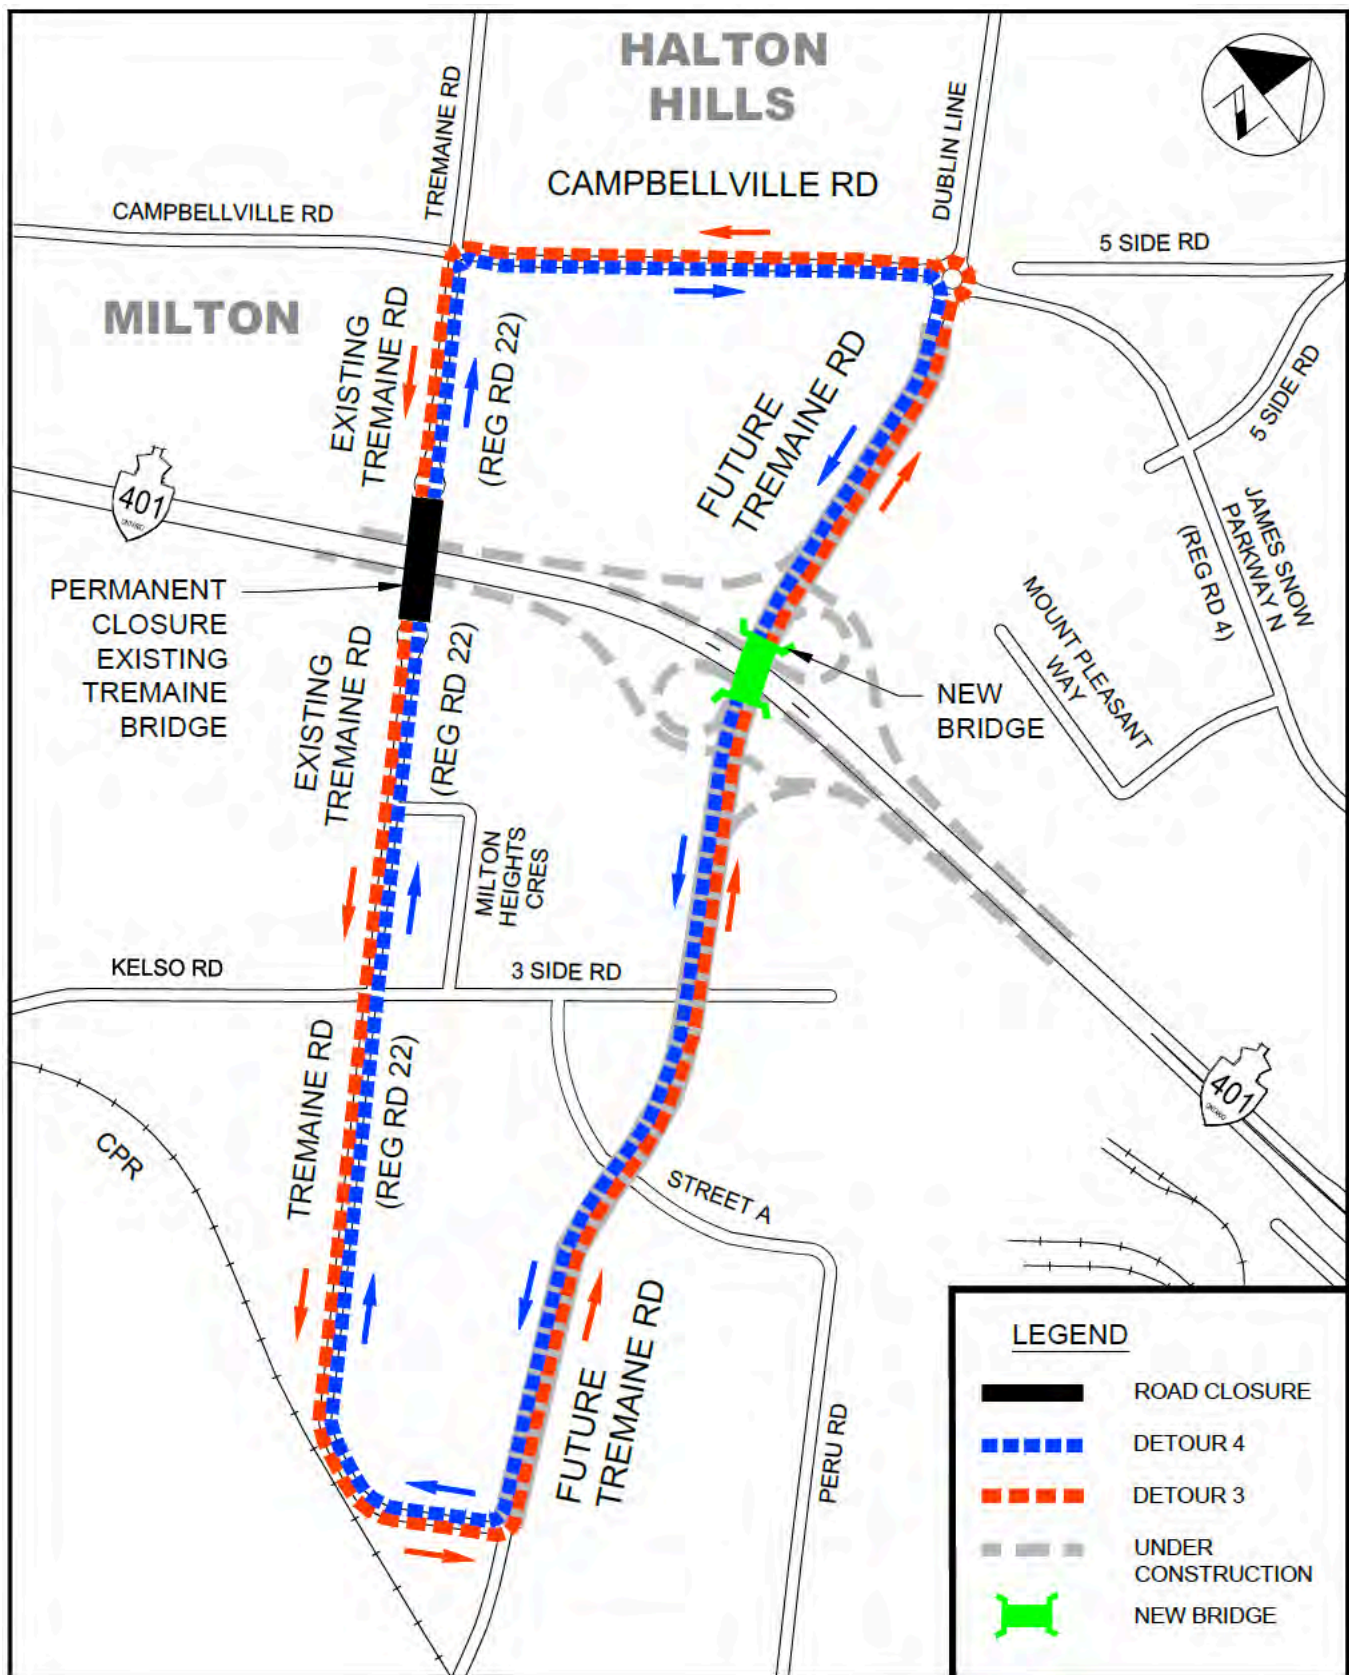 HALTON
HILLS
TREMAINE RD
DUBLIN LINE
CAMPBELLVILLE RD
CAMPBELLVILLE RD
5 SIDE RD
MILTON
EXISTING
TREMAINE RD
(REG RD 22)
FUTURE
TREMAINE RD
5 SIDE RD
401
ONTARIO
JAMES SNOW
PARKWAY N
(REG RD 4)
PERMANENT
CLOSURE
EXISTING
TREMAINE
BRIDGE
EXISTING
TREMAINE RD
(REG RD 22)
MOUNT PLEASANT
WAY
NEW
BRIDGE
MILTON
HEIGHTS
CRES
KELSO RD
3 SIDE RD
TREMAINE RD
(REG RD 22)
CPR
401
ONTARIO
STREET A
FUTURE
TREMAINE RD
PERU RD
LEGEND
ROAD CLOSURE
DETOUR 4
DETOUR 3
UNDER
CONSTRUCTION
NEW BRIDGE